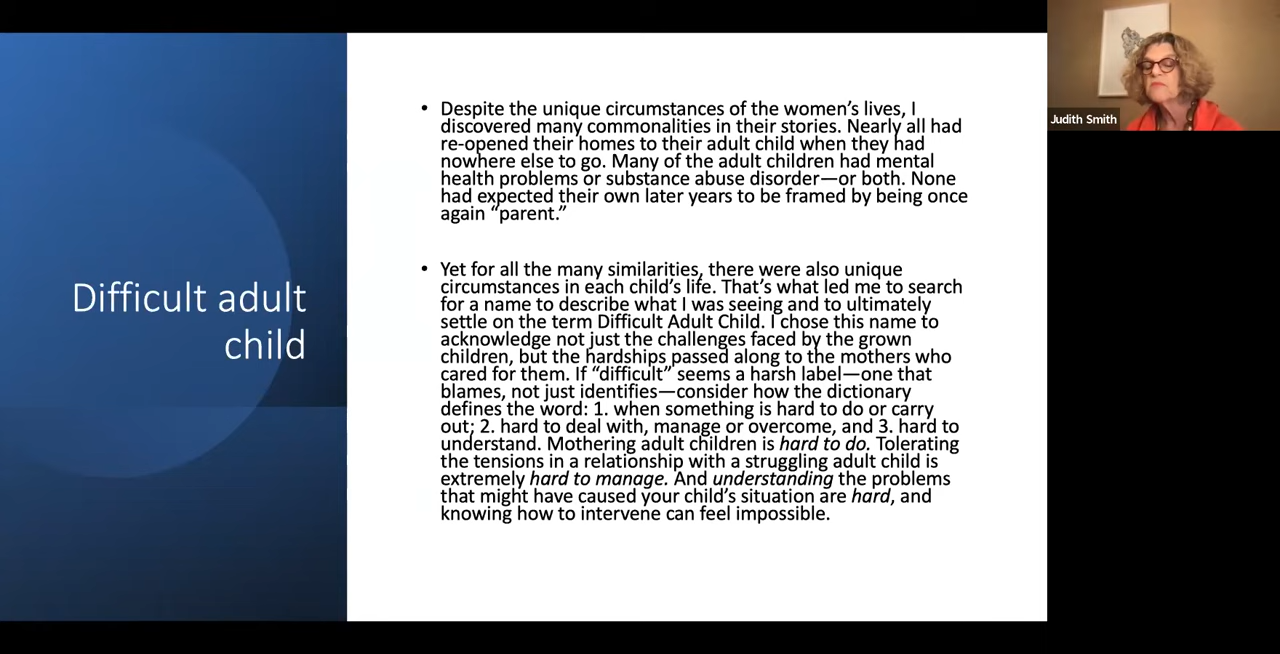 Difficult adult
child
• Despite the unique circumstances of the women's lives, I
discovered many commonalities in their stories. Nearly all had
re-opened their homes to their adult child when they had
nowhere else to go. Many of the adult children had mental
health problems or substance abuse disorder—or both. None
had expected their own later years to be framed by being once
again “parent.”
• Yet for all the many similarities, there were also unique
circumstances in each child's life. That's what led me to search
for a name to describe what I was seeing and to ultimately
settle on the term Difficult Adult Child. I chose this name to
acknowledge not just the challenges faced by the grown
children, but the hardships passed along to the mothers who
cared for them. If “difficult” seems a harsh label—one that
blames, not just identifies—consider how the dictionary
defines the word: 1. when something is hard to do or carry
out; 2. hard to deal with, manage or overcome, and 3. hard to
understand. Mothering adult children is hard to do. Tolerating
the tensions in a relationship with a struggling adult child is
extremely hard to manage. And understanding the problems
that might have caused your child's situation are hard, and
knowing how to intervene can feel impossible.
Judith Smith